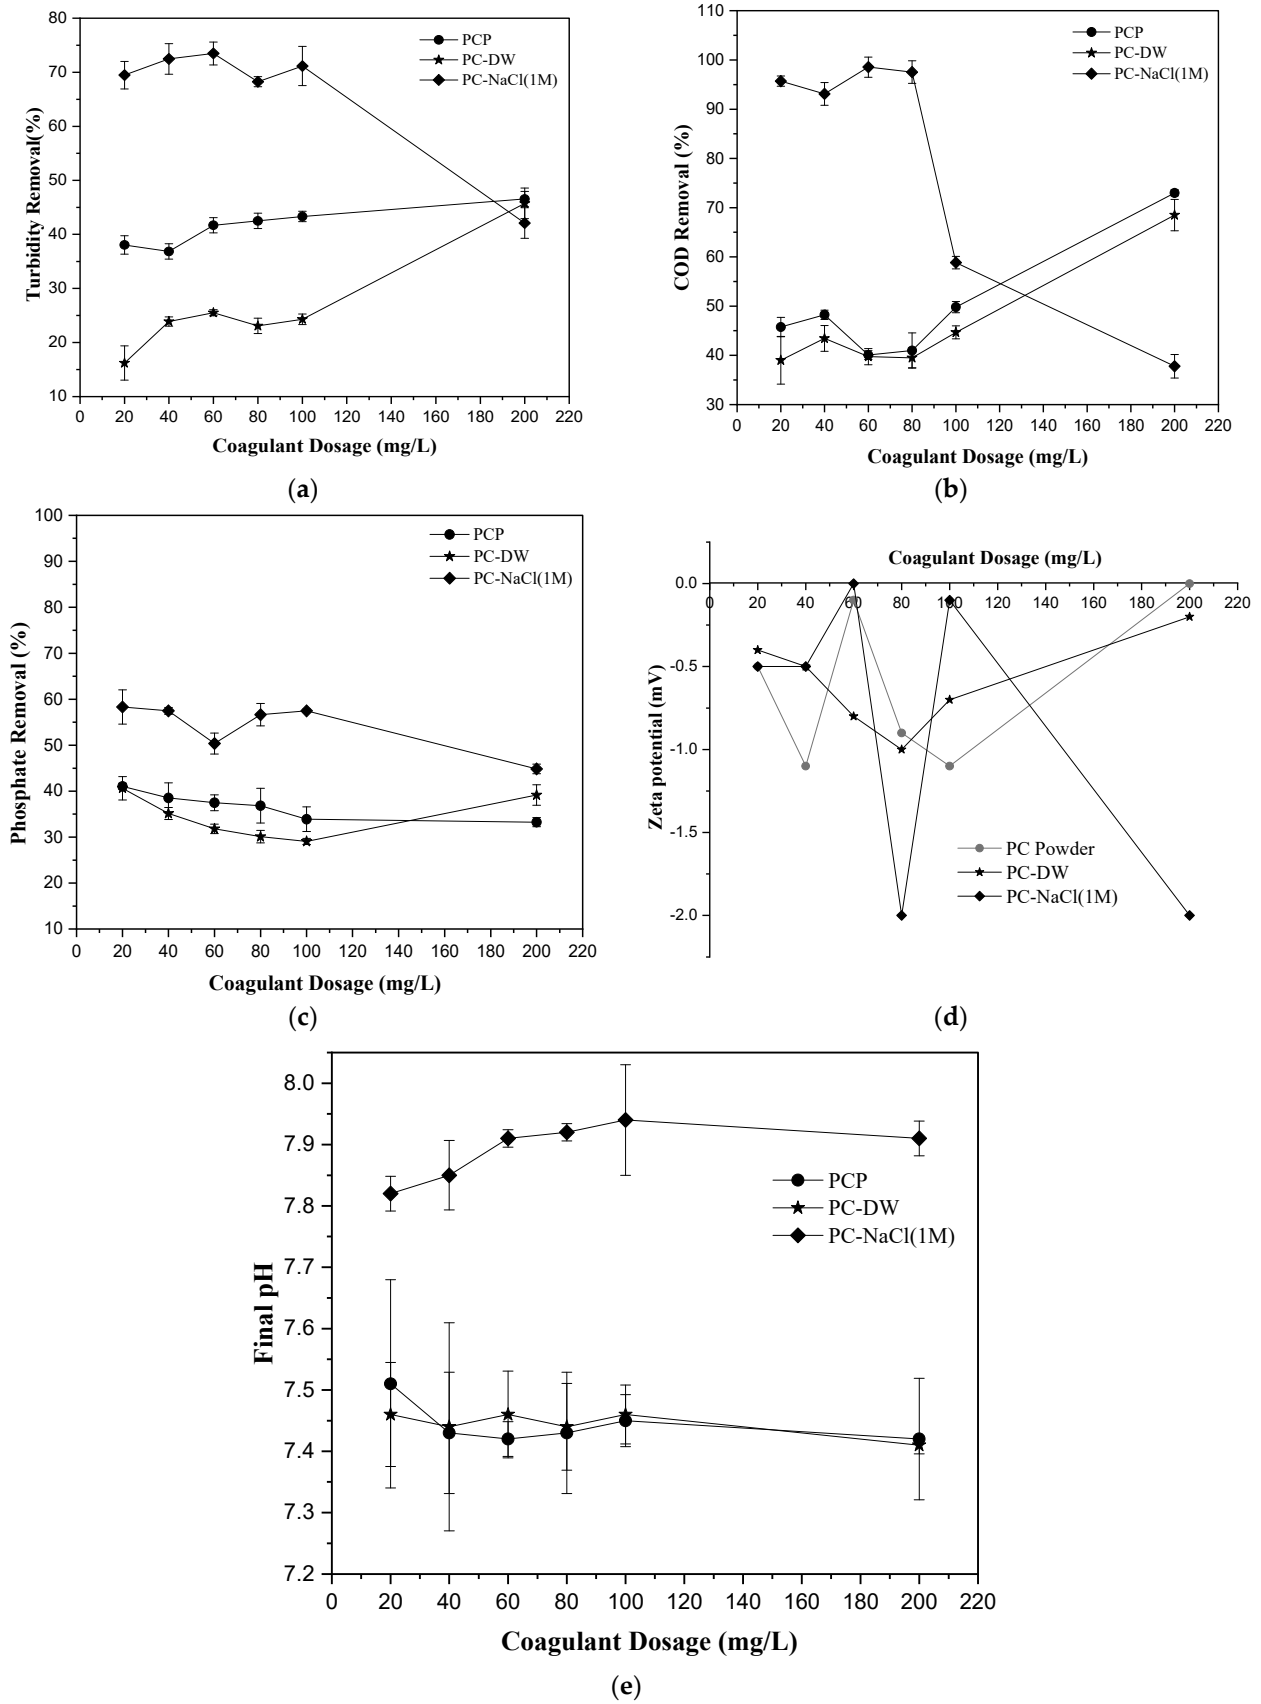 80
70
60
50
40
30
20
10
Turbidity Removal(%)
PCP
PC-DW
PC-NaCl(1M)
0 20 40 60 80 100 120 140 160 180 200 220
Coagulant Dosage (mg/L)
(a)
110
100
90
80
70
60
50
40
30
COD Removal (%)
PCP
PC-DW
PC-NaCl(1M)
0 20 40 60 80 100 120 140 160 180 200 220
Coagulant Dosage (mg/L)
(b)
100
90
80
70
60
50
40
30
20
10
Phosphate Removal (%)
PCP
PC-DW
PC-NaCl(1M)
0 20 40 60 80 100 120 140 160 180 200 220
Coagulant Dosage (mg/L)
(c)
Coagulant Dosage (mg/L)
0.0
-0.5
-1.0
-1.5
-2.0
Zeta potential (mV)
0 20 40 60 80 100 120 140 160 180 200 220
PC Powder
PC-DW
PC-NaCl(1M)
(d)
8.0
7.9
7.8
7.7
7.6
7.5
7.4
7.3
7.2
Final pH
PCP
PC-DW
PC-NaCl(1M)
0 20 40 60 80 100 120 140 160 180 200 220
Coagulant Dosage (mg/L)
(e)